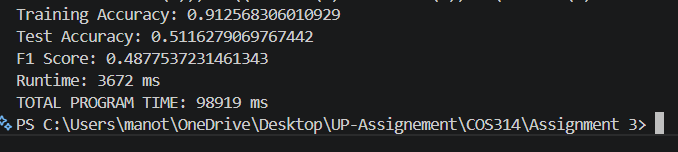 Training Accuracy: 0.912568306010929
Test Accuracy: 0.5116279069767442
F1 Score: 0.4877537231461343
Runtime: 3672 ms
TOTAL PROGRAM TIME: 98919 ms
PS C:\Users\manot\OneDrive\Desktop\UP-Assignement\COS314\Assignment 3>